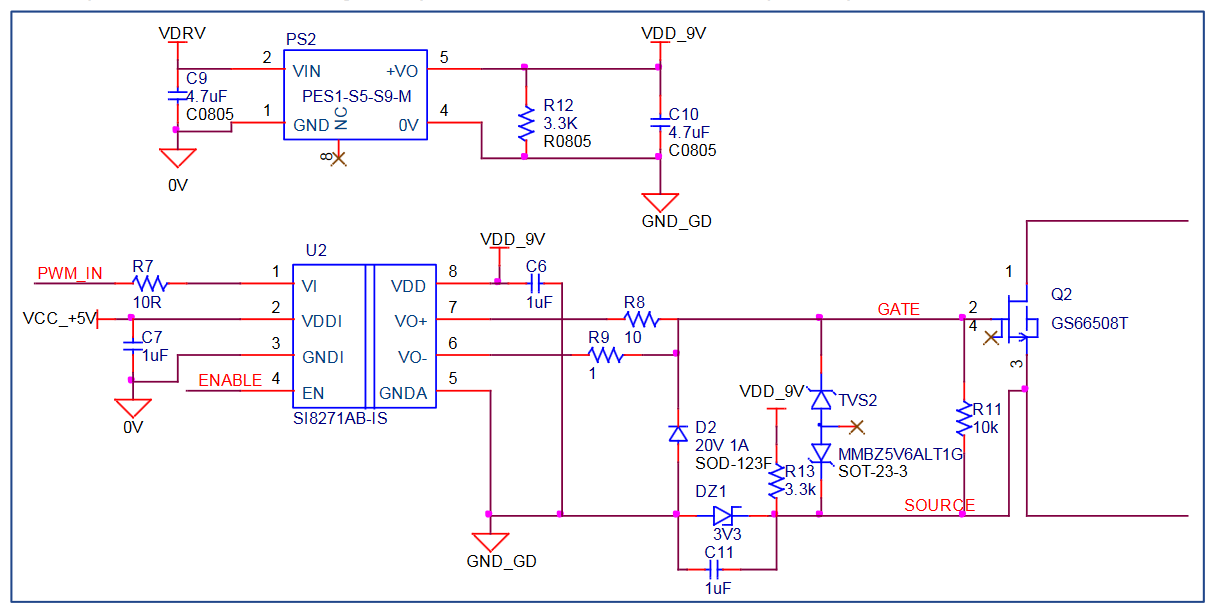 VDRV
PS2
VDD_9V
2
VIN
+VO
5
C9
4.7uF
C0805
PES1-S5-S9-M
R12
3.3K
R0805
C10
4.7uF
C0805
1
GND
NC
0V
4
8
0V
GND_GD
U2
VDD_9V
PWM_IN
R7
10R
1
VI
VDD
8
C6
1uF
VCC_+5V
2
VDDI
VO+
7
R8
10
GATE
2
4
1
Q2
GS66508T
3
C7
1uF
3
GNDI
VO-
6
R9
1
ENABLE
4
EN
GNDA
5
SI8271AB-IS
0V
VDD_9V
TVS2
R11
10k
D2
20V 1A
SOD-123F
MMBZ5V6ALT1G
SOT-23-3
R13
3.3k
DZ1
3V3
SOURCE
C11
1uF
GND_GD